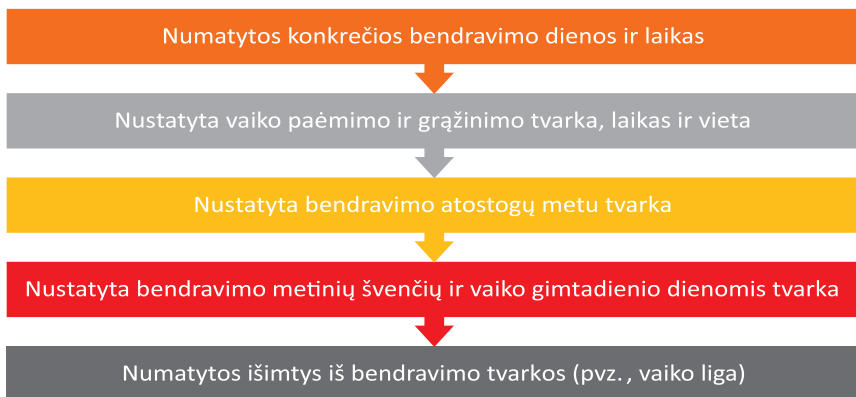 Numatytos konkrečios bendravimo dienos ir laikas
Nustatyta vaiko paėmimo ir grąžinimo tvarka, laikas ir vieta
Nustatyta bendravimo atostogų metu tvarka
Nustatyta bendravimo metinių švenčių ir vaiko gimtadienio dienomis tvarka
Numatytos išimtys iš bendravimo tvarkos (pvz., vaiko liga)